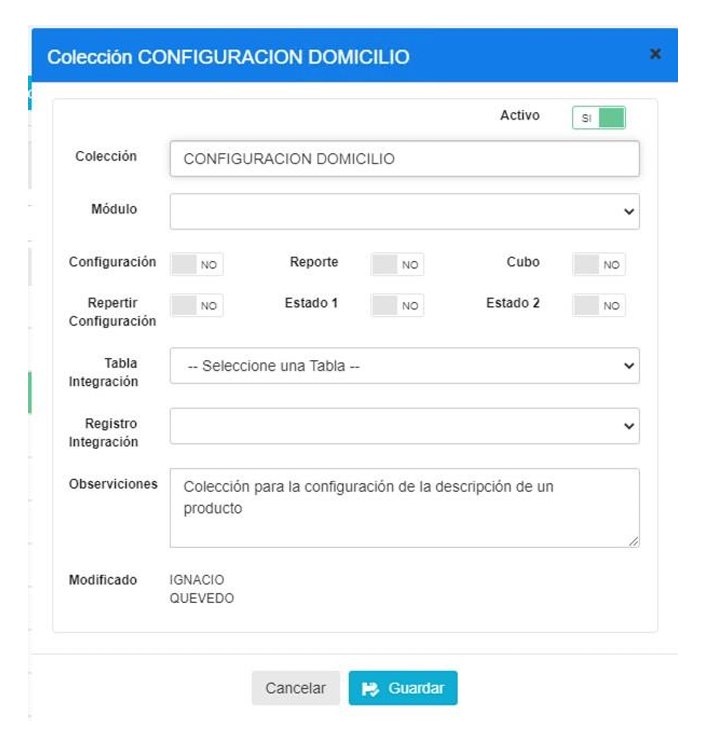 Colección CONFIGURACION DOMICILIO
Activo SI
Colección CONFIGURACION DOMICILIO
Módulo
Configuración NO Reporte NO Cubo NO
Repertir
Configuración NO Estado 1 NO Estado 2 NO
Tabla
Integración -- Seleccione una Tabla --
Registro
Integración
Observiciones Colección para la configuración de la descripción de un
producto
Modificado IGNACIO
QUEVEDO
Cancelar Guardar